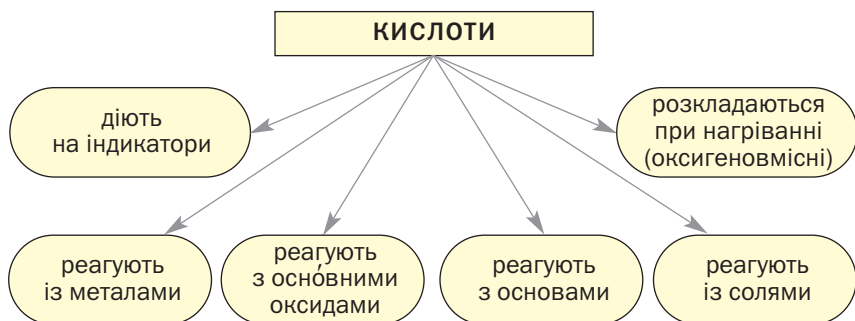 КИСЛОТИ
діють
на індикатори
розкладаються
при нагріванні
(оксигеновмісні)
реагують
із металами
реагують
з осно́вними
оксидами
реагують
з основами
реагують
із солями